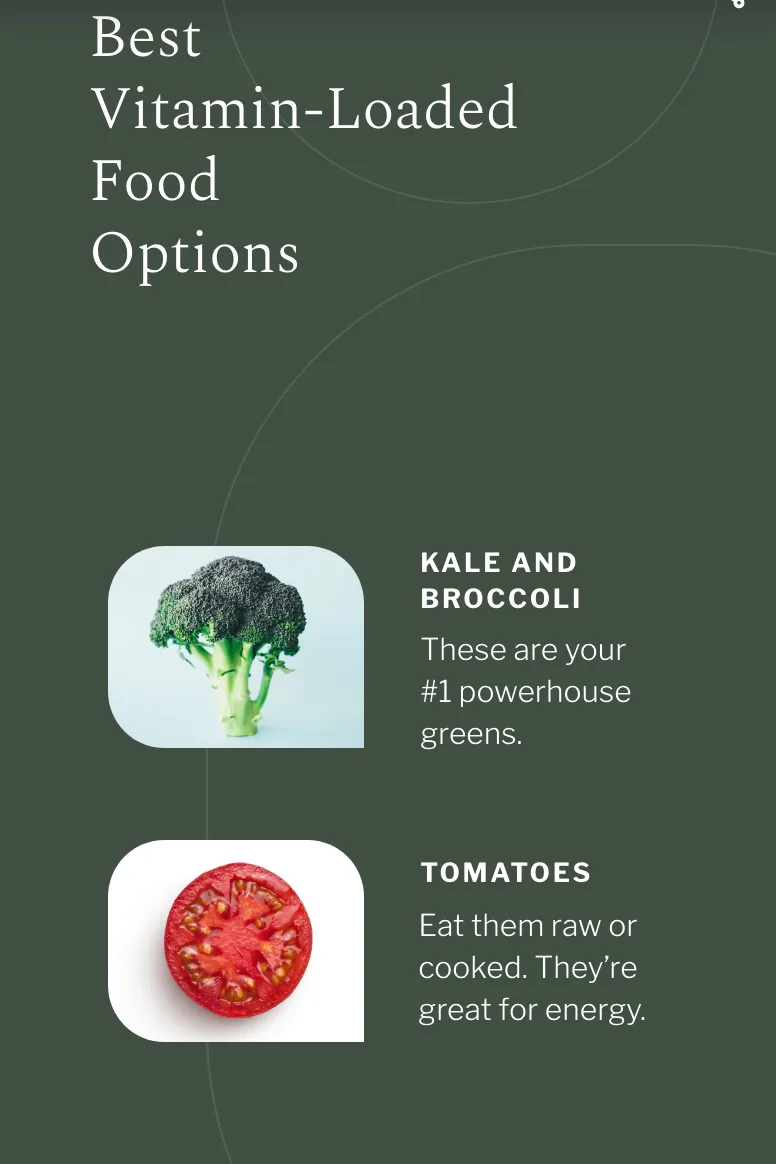 Best
Vitamin-Loaded
Food
Options
KALE AND
BROCCOLI
These are your
#1 powerhouse
greens.
TOMATOES
Eat them raw or
cooked. They’re
great for energy.